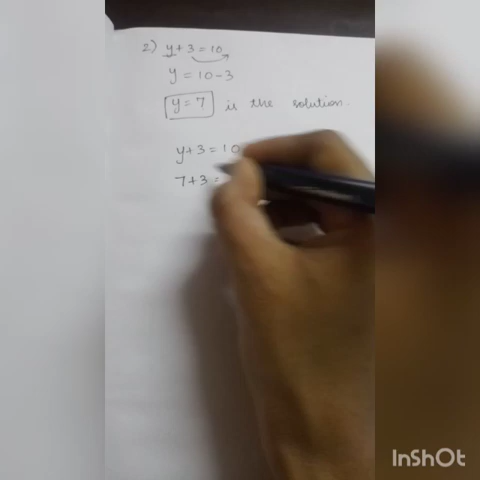 2) y + 3 = 10
y = 10 - 3
y = 7 is the solution.
y + 3 = 10
7 + 3 =
InShOt